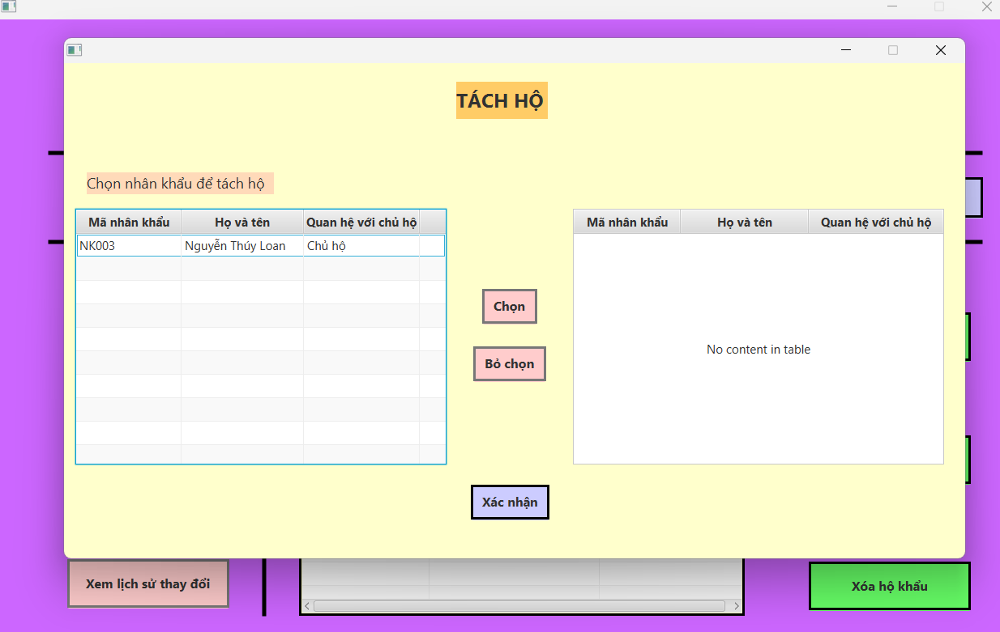 TÁCH HỘ
Chọn nhân khẩu để tách hộ
Mã nhân khẩu Họ và tên Quan hệ với chủ hộ
NK003 Nguyễn Thúy Loan Chủ hộ
Mã nhân khẩu Họ và tên Quan hệ với chủ hộ
No content in table
Chọn
Bỏ chọn
Xác nhận
Xem lịch sử thay đổi
Xóa hộ khẩu